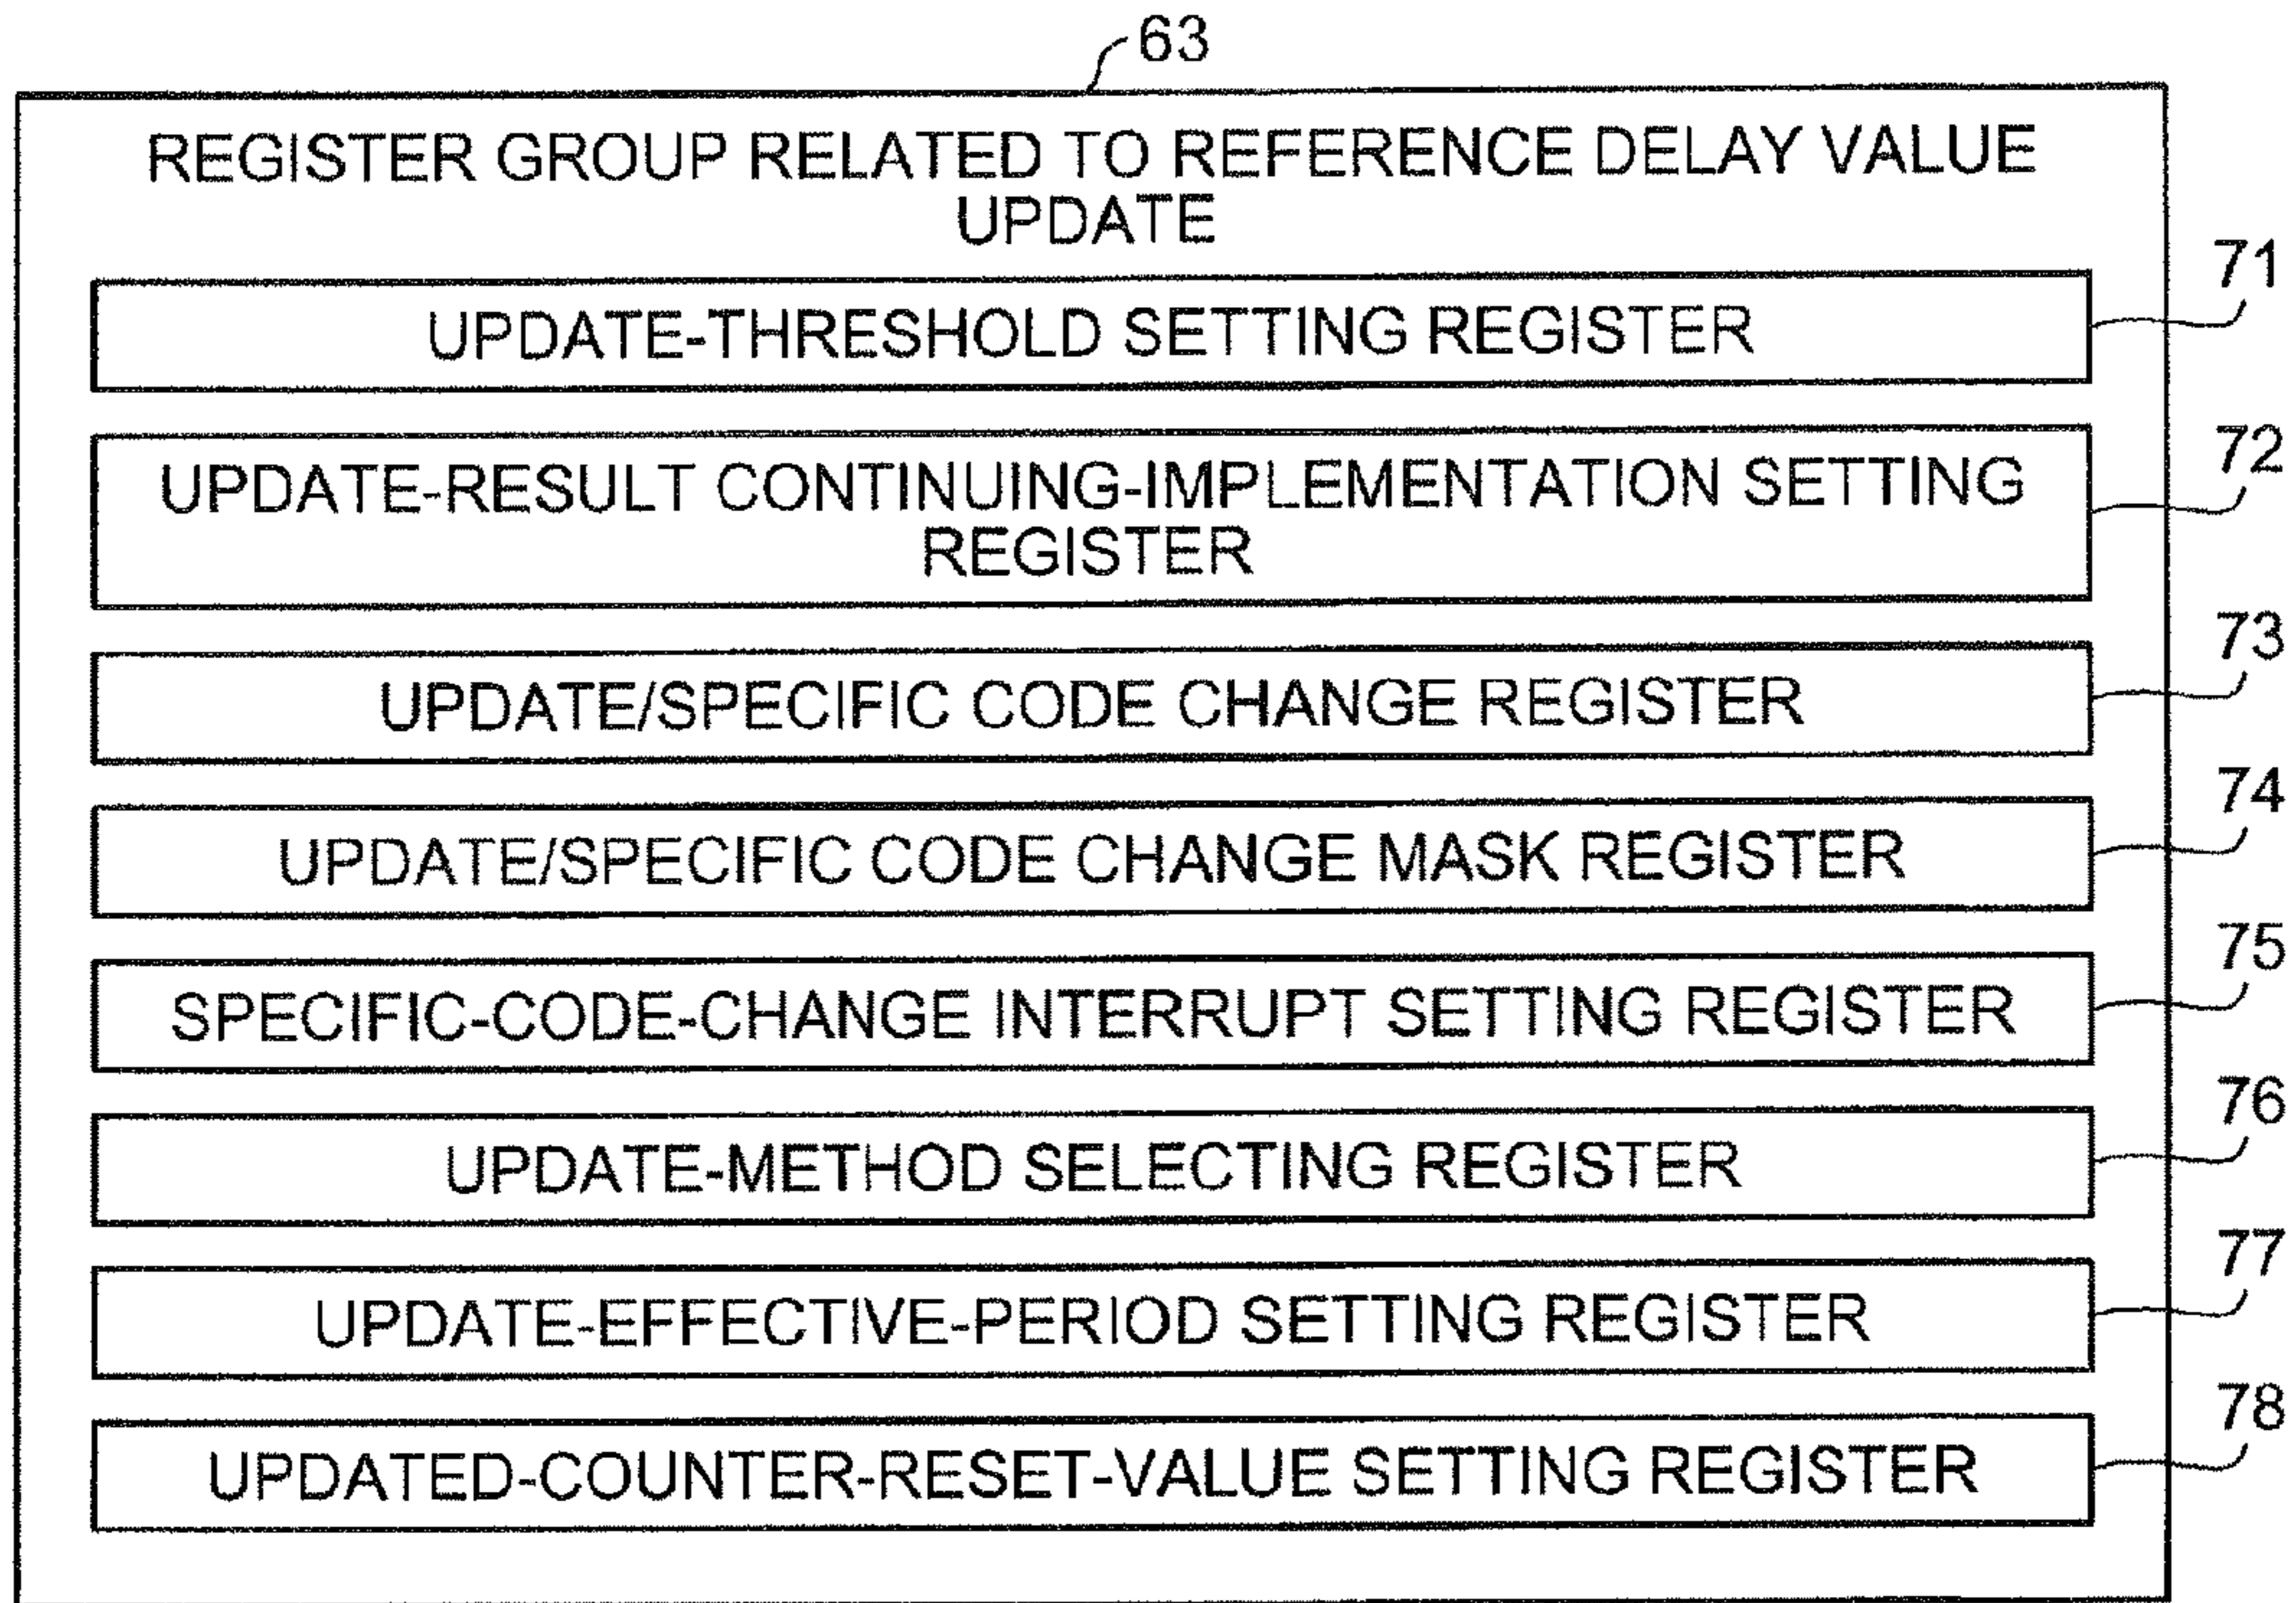 63
REGISTER GROUP RELATED TO REFERENCE DELAY VALUE
UPDATE
71
UPDATE-THRESHOLD SETTING REGISTER
72
UPDATE-RESULT CONTINUING-IMPLEMENTATION SETTING
REGISTER
73
UPDATE/SPECIFIC CODE CHANGE REGISTER
74
UPDATE/SPECIFIC CODE CHANGE MASK REGISTER
75
SPECIFIC-CODE-CHANGE INTERRUPT SETTING REGISTER
76
UPDATE-METHOD SELECTING REGISTER
77
UPDATE-EFFECTIVE-PERIOD SETTING REGISTER
78
UPDATED-COUNTER-RESET-VALUE SETTING REGISTER